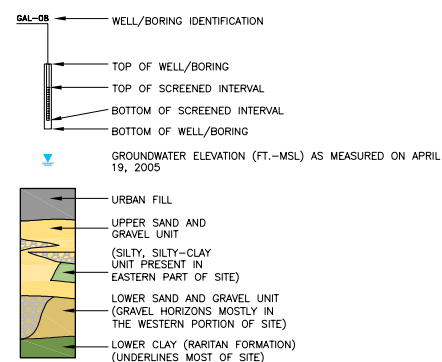 GAL-08
WELL/BORING IDENTIFICATION
TOP OF WELL/BORING
TOP OF SCREENED INTERVAL
BOTTOM OF SCREENED INTERVAL
BOTTOM OF WELL/BORING
GROUNDWATER ELEVATION (FT.-MSL) AS MEASURED ON APRIL
19, 2005
URBAN FILL
UPPER SAND AND
GRAVEL UNIT
(SILTY, SILTY-CLAY
UNIT PRESENT IN
EASTERN PART OF SITE)
LOWER SAND AND GRAVEL UNIT
(GRAVEL HORIZONS MOSTLY IN
THE WESTERN PORTION OF SITE)
LOWER CLAY (RARITAN FORMATION)
(UNDERLINES MOST OF SITE)